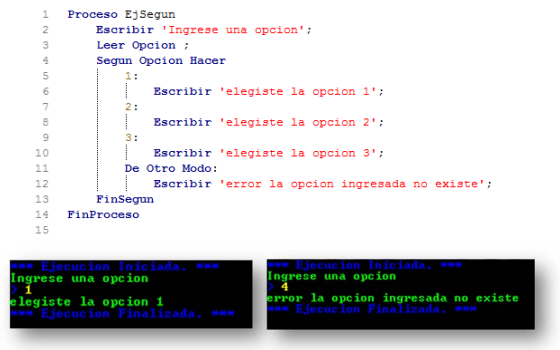 1 Proceso EjSegun
2 Escribir 'Ingrese una opcion';
3 Leer Opcion ;
4 Segun Opcion Hacer
5 1:
6 Escribir 'elegiste la opcion 1';
7 2:
8 Escribir 'elegiste la opcion 2';
9 3:
10 Escribir 'elegiste la opcion 3';
11 De Otro Modo:
12 Escribir 'error la opcion ingresada no existe';
13 FinSegun
14 FinProceso
15
*** Ejecucion Iniciada. ***
Ingrese una opcion
> 1
elegiste la opcion 1
*** Ejecucion Finalizada. ***
*** Ejecucion Iniciada. ***
Ingrese una opcion
> 4
error la opcion ingresada no existe
*** Ejecucion Finalizada. ***